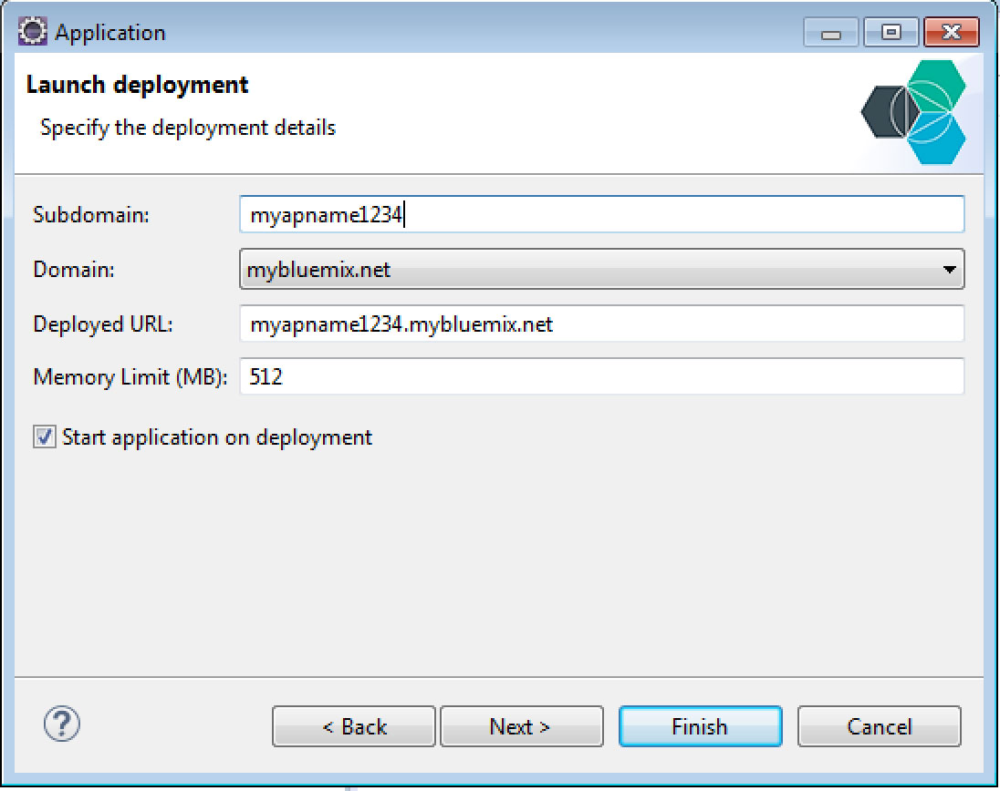 Application
Launch deployment
Specify the deployment details
Subdomain: myapname1234
Domain: mybluemix.net
Deployed URL: myapname1234.mybluemix.net
Memory Limit (MB): 512
Start application on deployment
? < Back Next > Finish Cancel